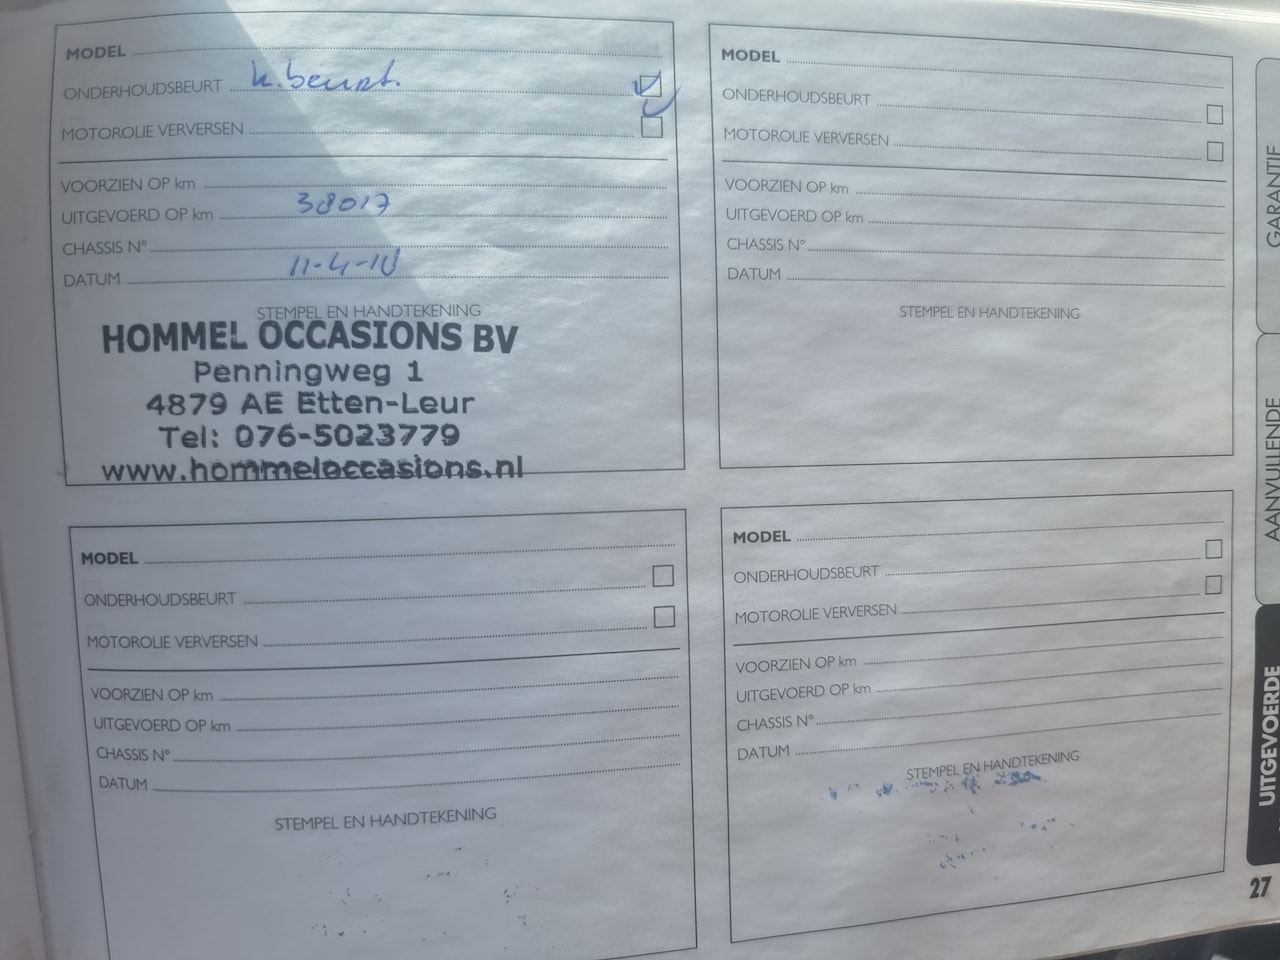 MODEL
ONDERHOUDSBEURT k.beurt.
MOTOROLIE VERVERSEN
VOORZIEN OP km
UITGEVOERD OP km 38017
CHASSIS N°
DATUM 11-4-10
STEMPEL EN HANDTEKENING
HOMMEL OCCASIONS BV
Penningweg 1
4879 AE Etten-Leur
Tel: 076-5023779
www.hommeloccasions.nl
MODEL
ONDERHOUDSBEURT
MOTOROLIE VERVERSEN
VOORZIEN OP km
UITGEVOERD OP km
CHASSIS N°
DATUM
STEMPEL EN HANDTEKENING
MODEL
ONDERHOUDSBEURT
MOTOROLIE VERVERSEN
VOORZIEN OP km
UITGEVOERD OP km
CHASSIS N°
DATUM
STEMPEL EN HANDTEKENING
MODEL
ONDERHOUDSBEURT
MOTOROLIE VERVERSEN
VOORZIEN OP km
UITGEVOERD OP km
CHASSIS N°
DATUM
STEMPEL EN HANDTEKENING
GARANTIE
AANVULLENDE
UITGEVOERDE
27